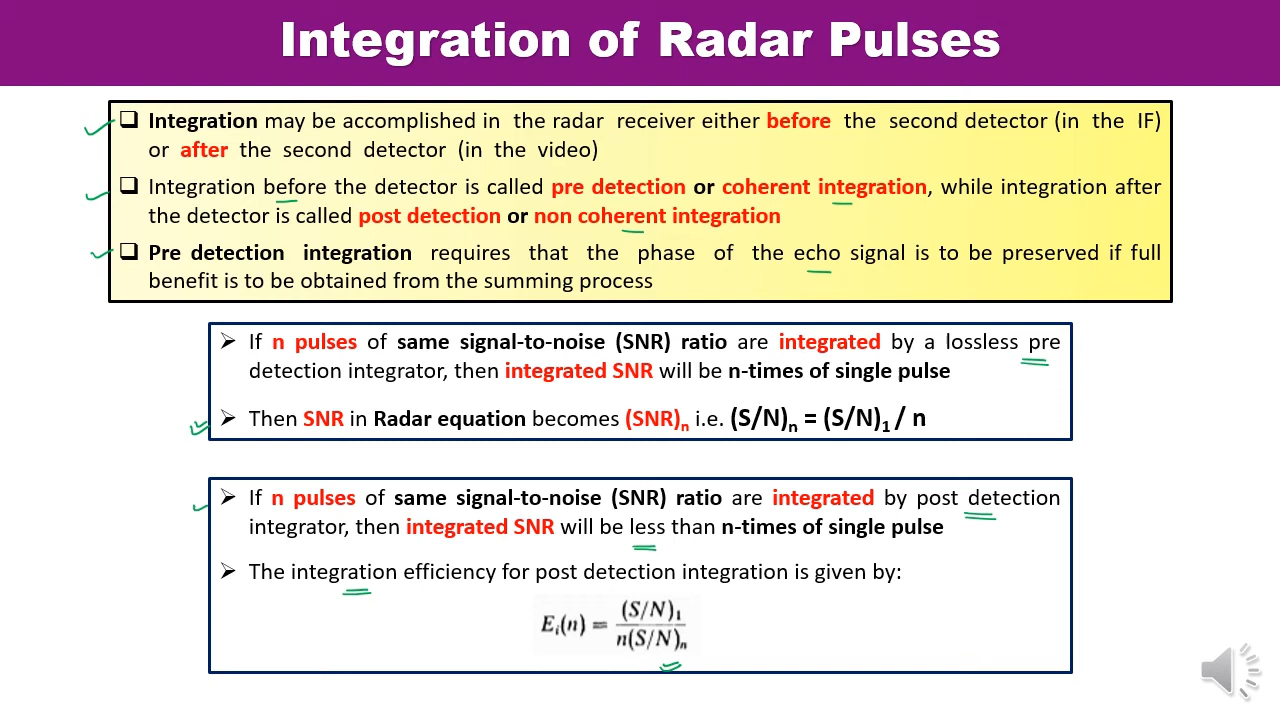 Integration of Radar Pulses
❑ Integration may be accomplished in the radar receiver either before the second detector (in the IF)
or after the second detector (in the video)
❑ Integration before the detector is called pre detection or coherent integration, while integration after
the detector is called post detection or non coherent integration
❑ Pre detection integration requires that the phase of the echo signal is to be preserved if full
benefit is to be obtained from the summing process
➢ If n pulses of same signal-to-noise (SNR) ratio are integrated by a lossless pre
detection integrator, then integrated SNR will be n-times of single pulse
➢ Then SNR in Radar equation becomes (SNR)n i.e. (S/N)n = (S/N)1 / n
➢ If n pulses of same signal-to-noise (SNR) ratio are integrated by post detection
integrator, then integrated SNR will be less than n-times of single pulse
➢ The integration efficiency for post detection integration is given by:
Ei(n) = (S/N)1 / n(S/N)n